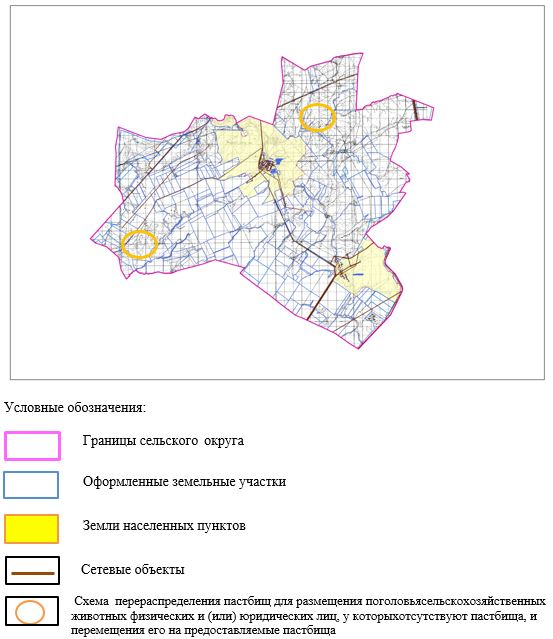 Условные обозначения:
Границы сельского округа
Оформленные земельные участки
Земли населенных пунктов
Сетевые объекты
Схема перераспределения пастбищ для размещения поголовьясельскохозяйственных
животных физических и (или) юридических лиц, у которыхотсутствуют пастбища, и
перемещения его на предоставляемые пастбища